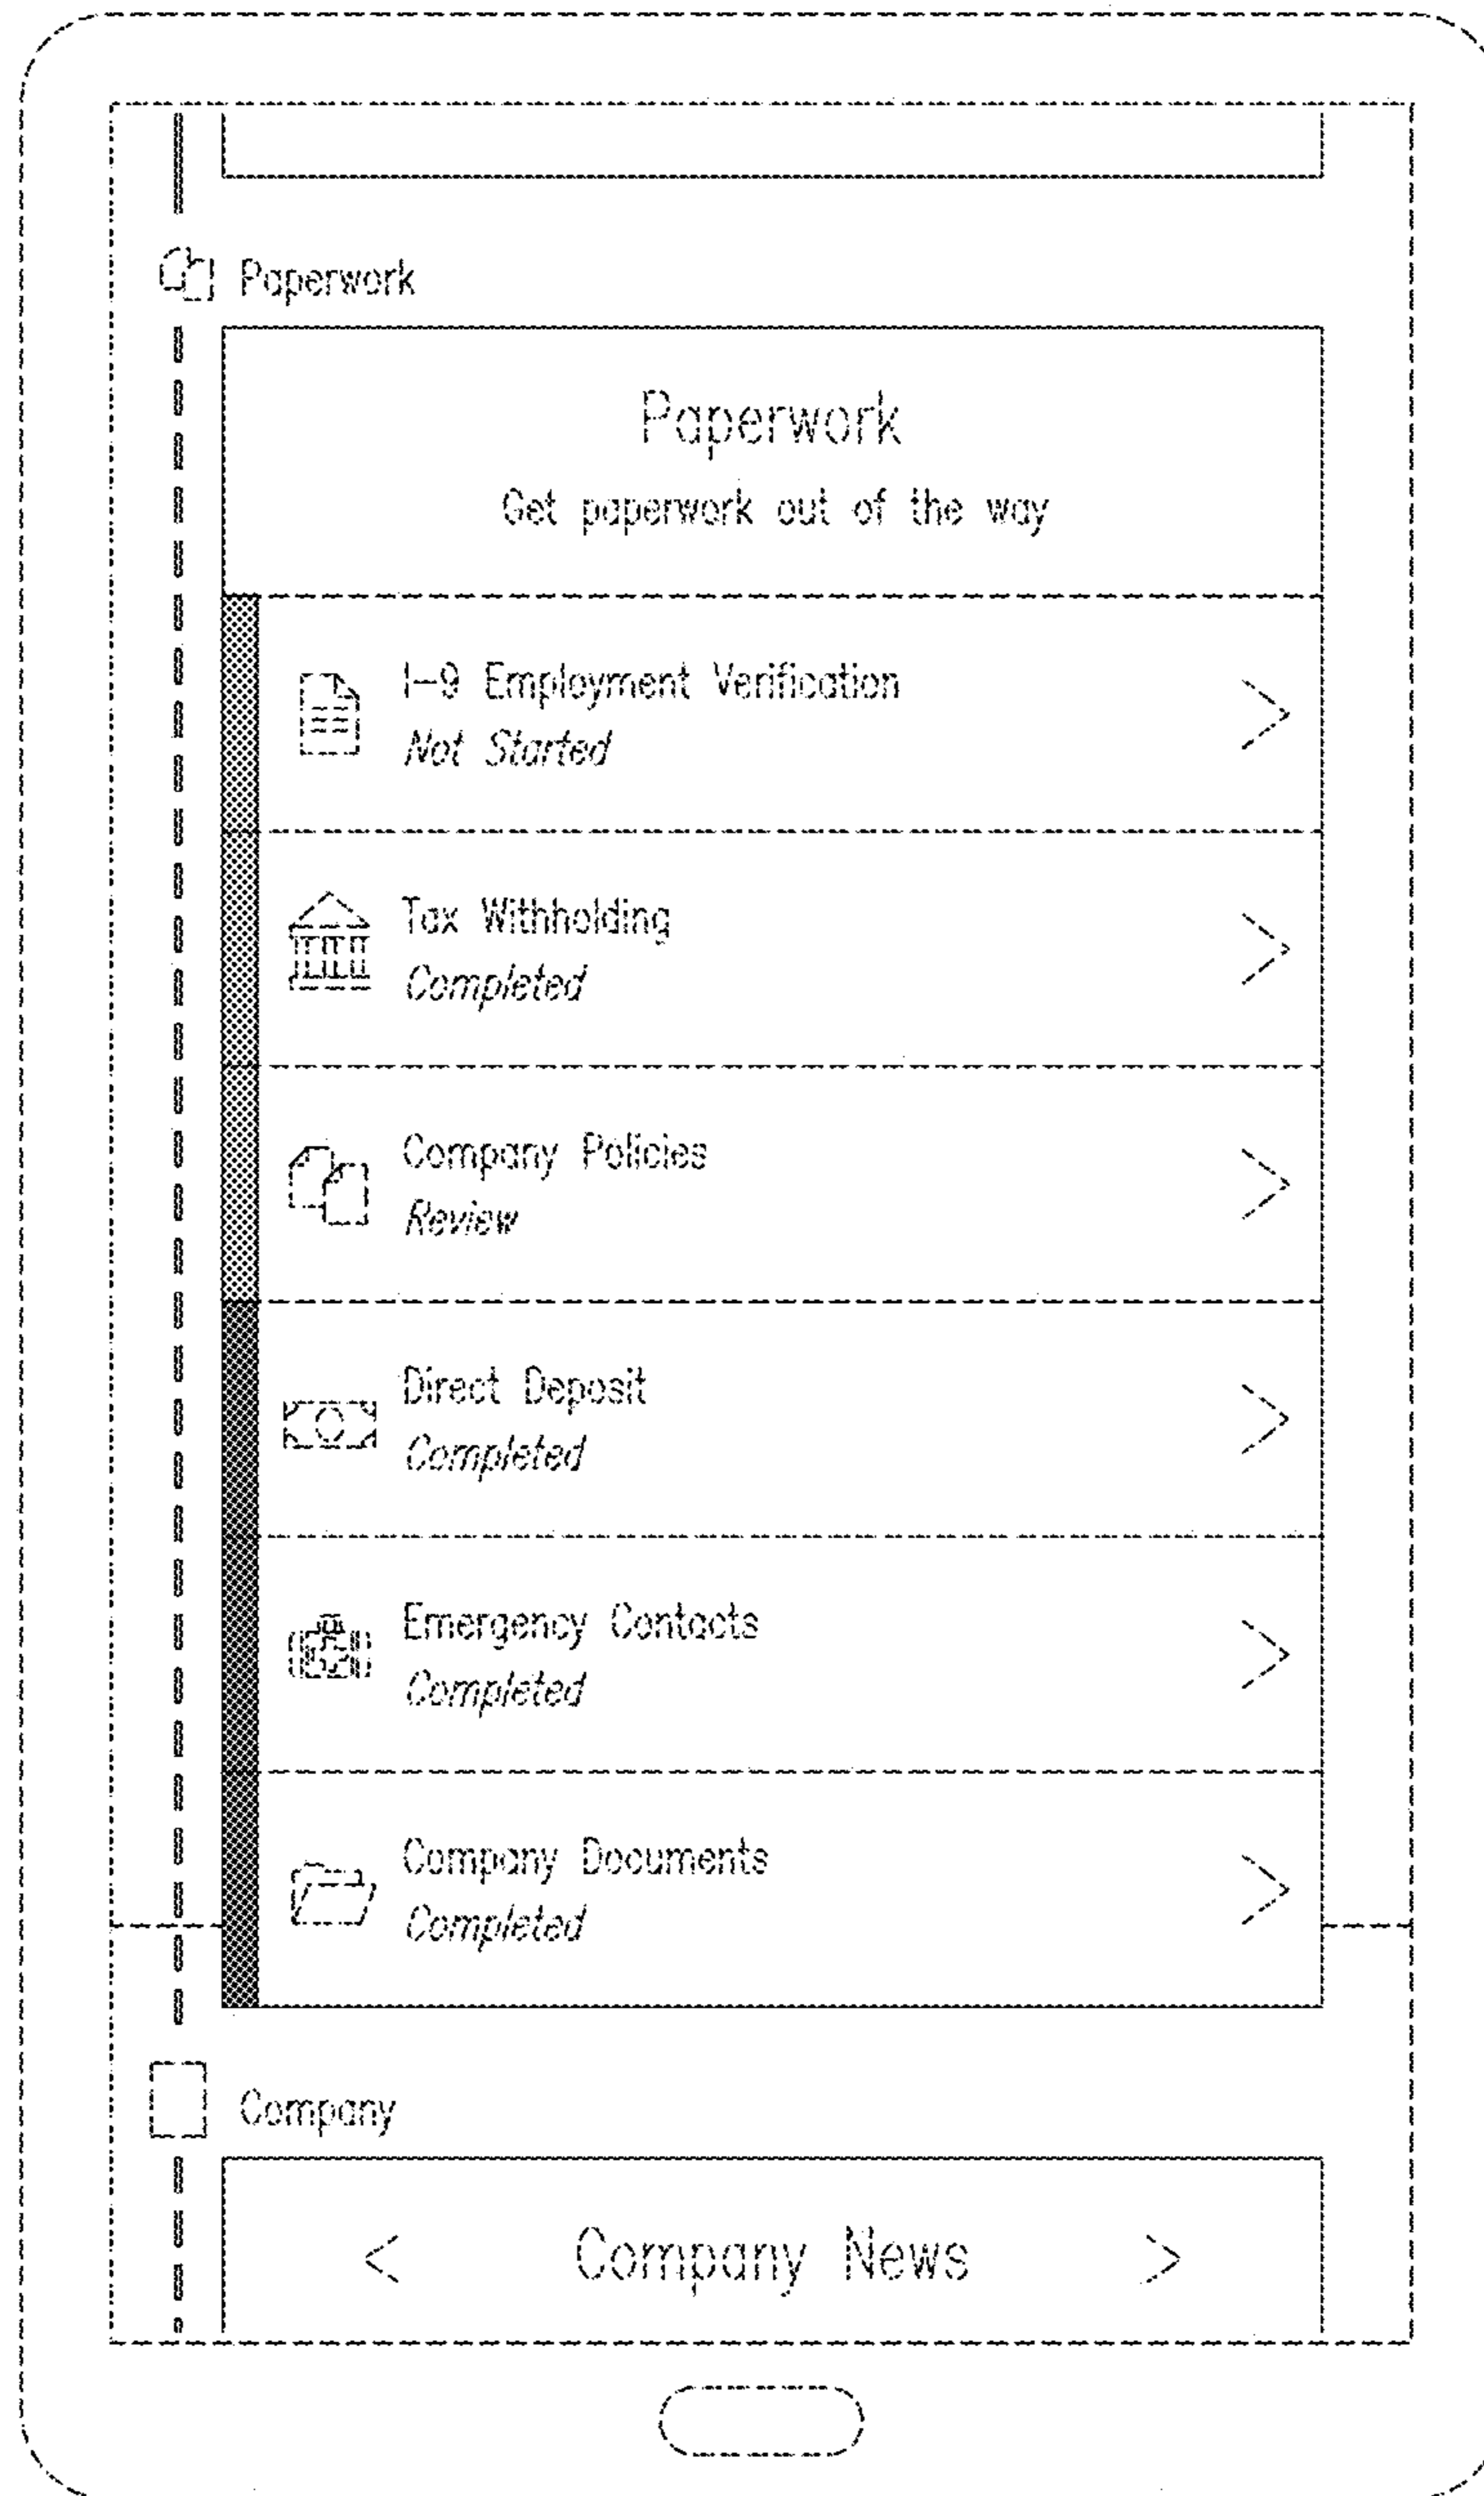 Paperwork
Paperwork
Get paperwork out of the way
I-9 Employment Verification
Not Started
Tax Withholding
Completed
Company Policies
Review
Direct Deposit
Completed
Emergency Contacts
Completed
Company Documents
Completed
Company
< Company News >